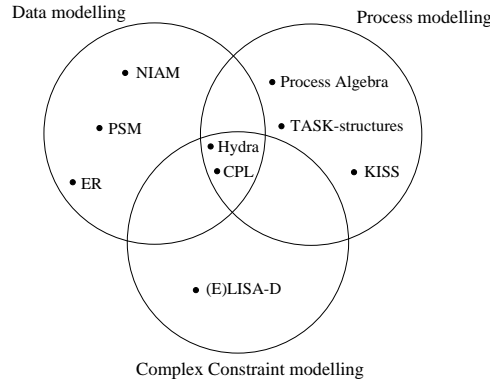 Data modelling
Process modelling
NIAM
Process Algebra
PSM
TASK-structures
Hydra
CPL
KISS
ER
(E)LISA-D
Complex Constraint modelling